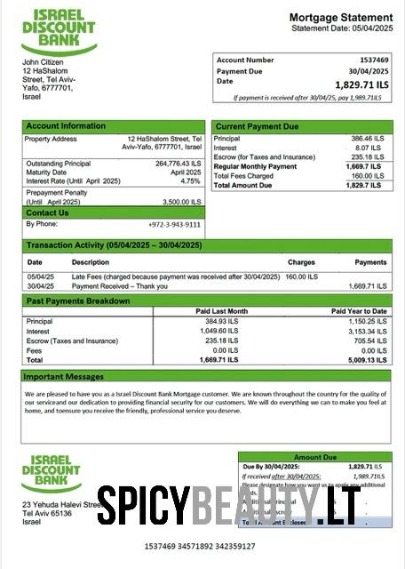 ISRAEL
DISCOUNT
BANK
Mortgage Statement
Statement Date: 05/04/2025
John Citizen
12 HaShalom
Street, Tel Aviv-
Yafo, 6777701,
Israel
Account Number 1537469
Payment Due 30/04/2025
Date
1,829.71 ILS
If payment is received after 30/04/25, pay 1,989.71ILS
Account Information
Property Address 12 HaShalom Street, Tel
Aviv-Yafo, 6777701, Israel
Outstanding Principal 264,776.43 ILS
Maturity Date April 2025
Interest Rate (Until April 2025) 4.75%
Prepayment Penalty
(Until April 2025) 3,500.00 ILS
Contact Us
By Phone: +972-3-943-9111
Current Payment Due
Principal 386.46 ILS
Interest 8.07 ILS
Escrow (for Taxes and Insurance) 235.18 ILS
Regular Monthly Payment 1,669.7 ILS
Total Fees Charged 160.00 ILS
Total Amount Due 1,829.7 ILS
Transaction Activity (05/04/2025 – 30/04/2025)
Date Description Charges Payments
05/04/25 Late Fees (charged because payment was received after 30/04/2025) 160.00 ILS
30/04/25 Payment Received – Thank you 1,669.71 ILS
Past Payments Breakdown
Paid Last Month Paid Year to Date
Principal 384.93 ILS 1,150.25 ILS
Interest 1,049.60 ILS 3,153.34 ILS
Escrow (Taxes and Insurance) 235.18 ILS 705.54 ILS
Fees 0.00 ILS 0.00 ILS
Total 1,669.71 ILS 5,009.13 ILS
Important Messages
We are pleased to have you as a Israel Discount Bank Mortgage customer. We are known throughout the country for the quality of
our service and our dedication to providing financial security for our customers. We will do everything we can to make you feel at
home, and toensure you receive the friendly, professional service you deserve.
ISRAEL
DISCOUNT
BANK
23 Yehuda Halevi Street
Tel Aviv 65136
Israel
Amount Due
Due By 30/04/2025: 1,829.71 ILS
If received after 30/04/2025: 1,989.71ILS
Please designate how you want us to apply any additional
Total Amount Enclosed
SPICYBEAUTY.LT
1537469 34571892 342359127